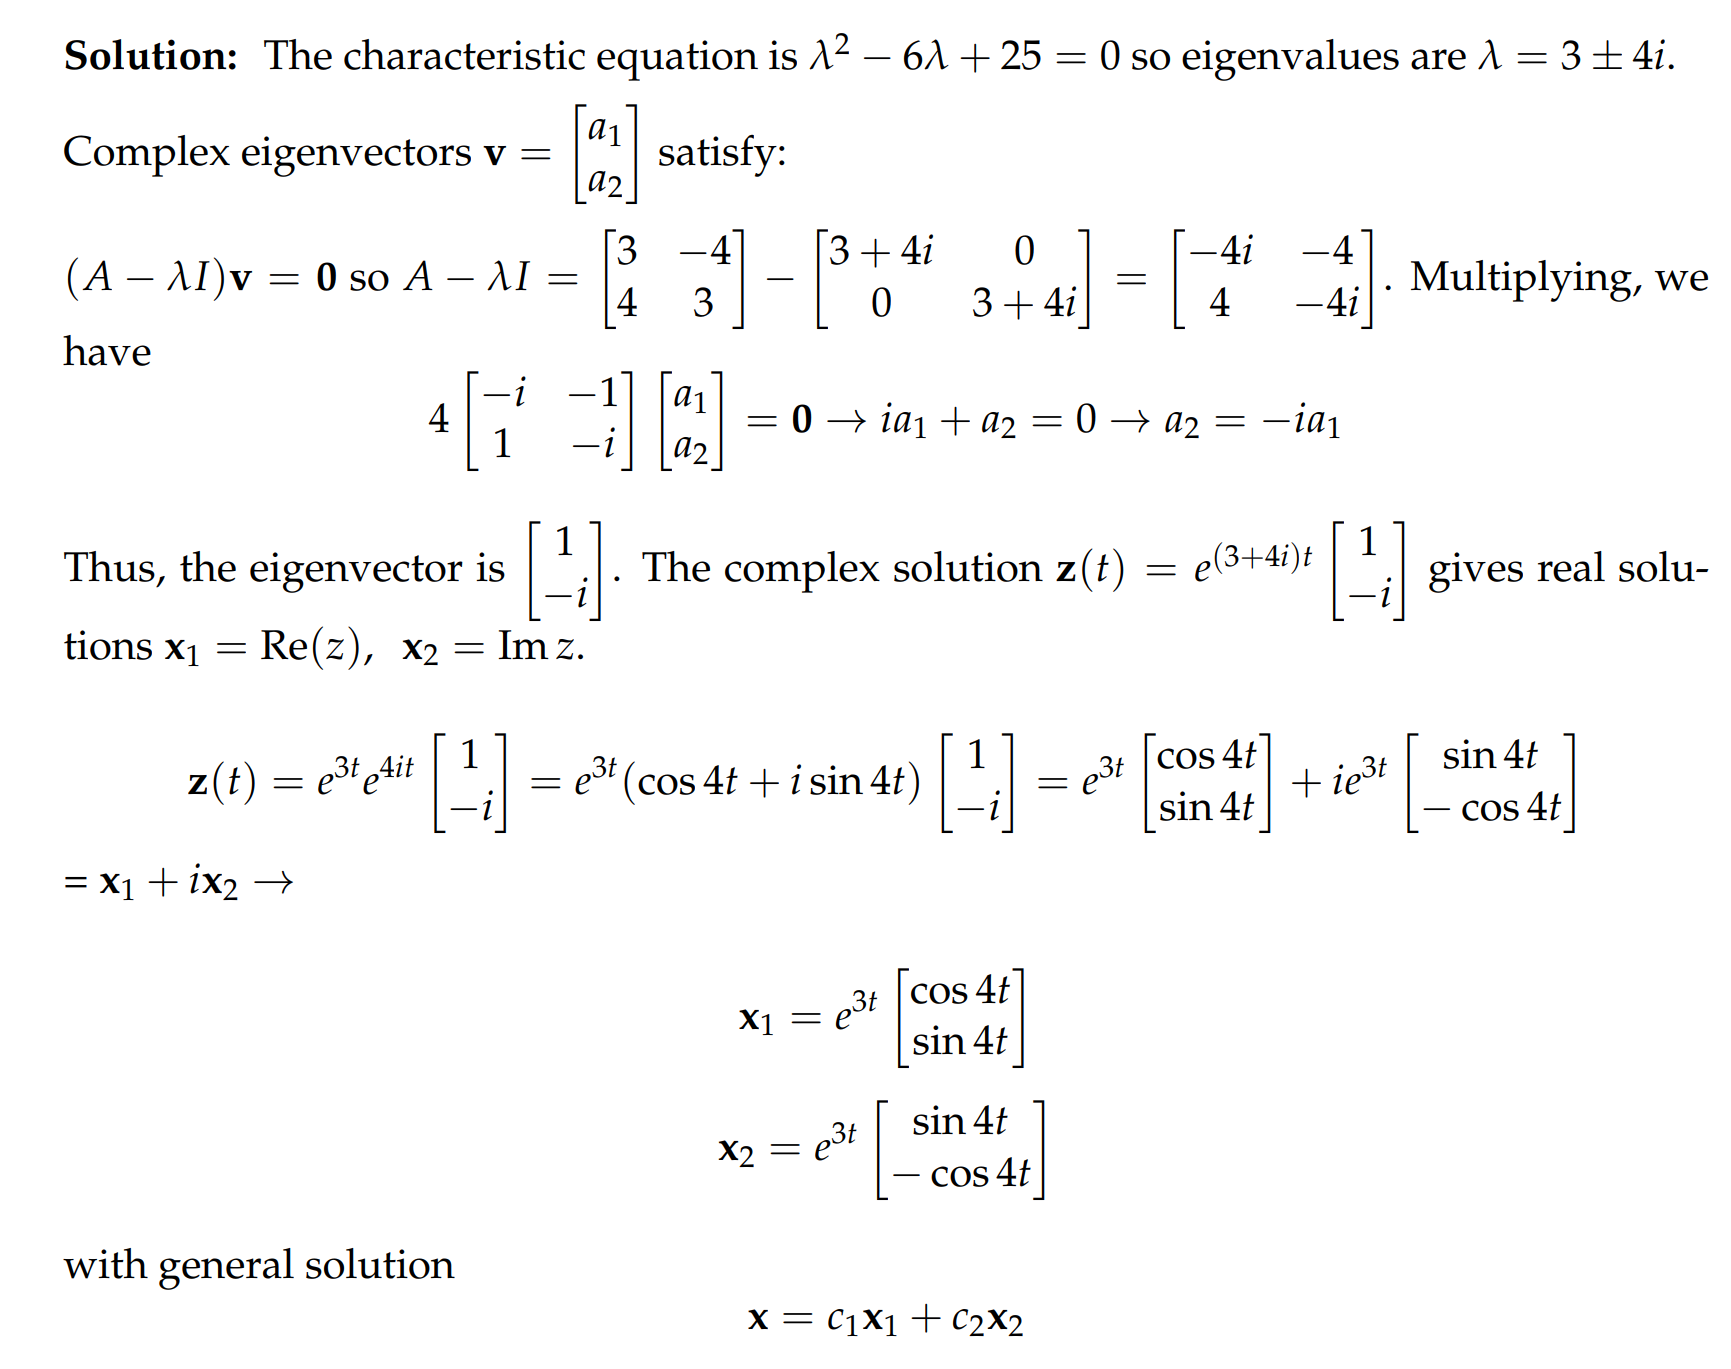 Solution: The characteristic equation is λ² − 6λ + 25 = 0 so eigenvalues are λ = 3 ± 4i.
Complex eigenvectors v = [a₁; a₂] satisfy:
(A − λI)v = 0 so A − λI = [3 −4; 4 3] − [3 + 4i 0; 0 3 + 4i] = [−4i −4; 4 −4i]. Multiplying, we
have
4 [−i −1; 1 −i] [a₁; a₂] = 0 → ia₁ + a₂ = 0 → a₂ = −ia₁
Thus, the eigenvector is [1; −i]. The complex solution z(t) = e^{(3+4i)t} [1; −i] gives real solu-
tions x₁ = Re(z), x₂ = Im z.
z(t) = e^{3t}e^{4it} [1; −i] = e^{3t}(cos 4t + i sin 4t) [1; −i] = e^{3t} [cos 4t; sin 4t] + ie^{3t} [sin 4t; − cos 4t]
= x₁ + ix₂ →
x₁ = e^{3t} [cos 4t; sin 4t]
x₂ = e^{3t} [sin 4t; − cos 4t]
with general solution
x = c₁x₁ + c₂x₂